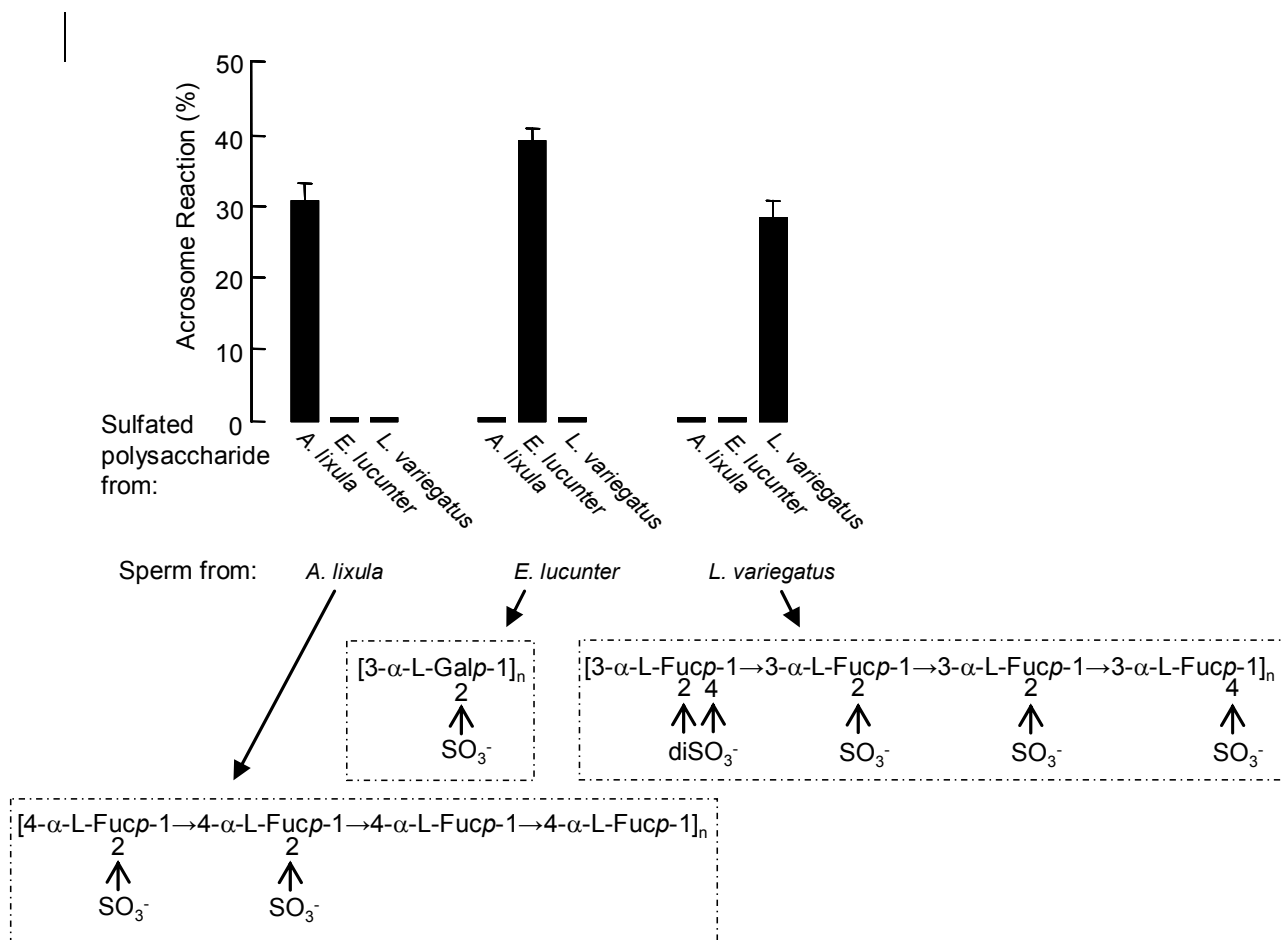 50
40
30
20
10
0
Acrosome Reaction (%)
Sulfated
polysaccharide
from:
A. lixula
E. lucunter
L. variegatus
A. lixula
E. lucunter
L. variegatus
A. lixula
E. lucunter
L. variegatus
Sperm from: A. lixula E. lucunter L. variegatus
[3-α-L-Galp-1]n
2
SO3-
[3-α-L-Fucp-1→3-α-L-Fucp-1→3-α-L-Fucp-1→3-α-L-Fucp-1]n
2 4 2 2 4
diSO3- SO3- SO3- SO3-
[4-α-L-Fucp-1→4-α-L-Fucp-1→4-α-L-Fucp-1→4-α-L-Fucp-1]n
2 2
SO3- SO3-